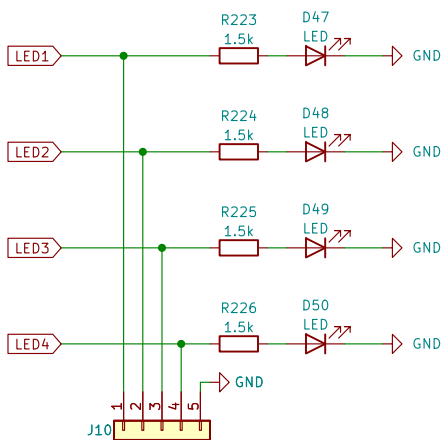 R223
1.5k
D47
LED
LED1
GND
R224
1.5k
D48
LED
LED2
GND
R225
1.5k
D49
LED
LED3
GND
R226
1.5k
D50
LED
LED4
GND
GND
1 2 3 4 5
J10